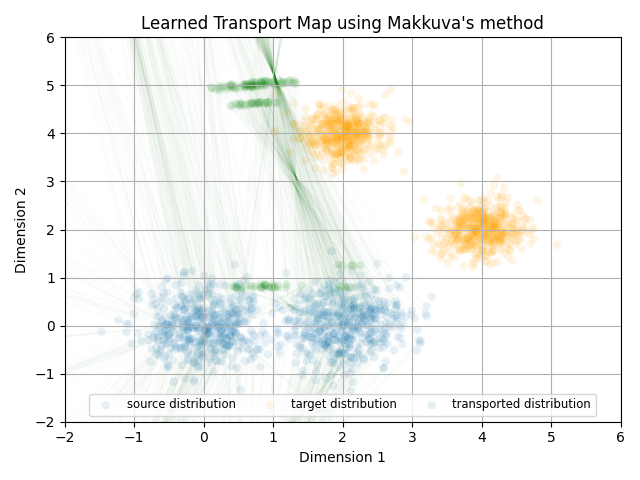 Learned Transport Map using Makkuva's method
6
5
4
3
2
1
0
−1
−2
Dimension 2
source distribution target distribution transported distribution
−2 −1 0 1 2 3 4 5 6
Dimension 1